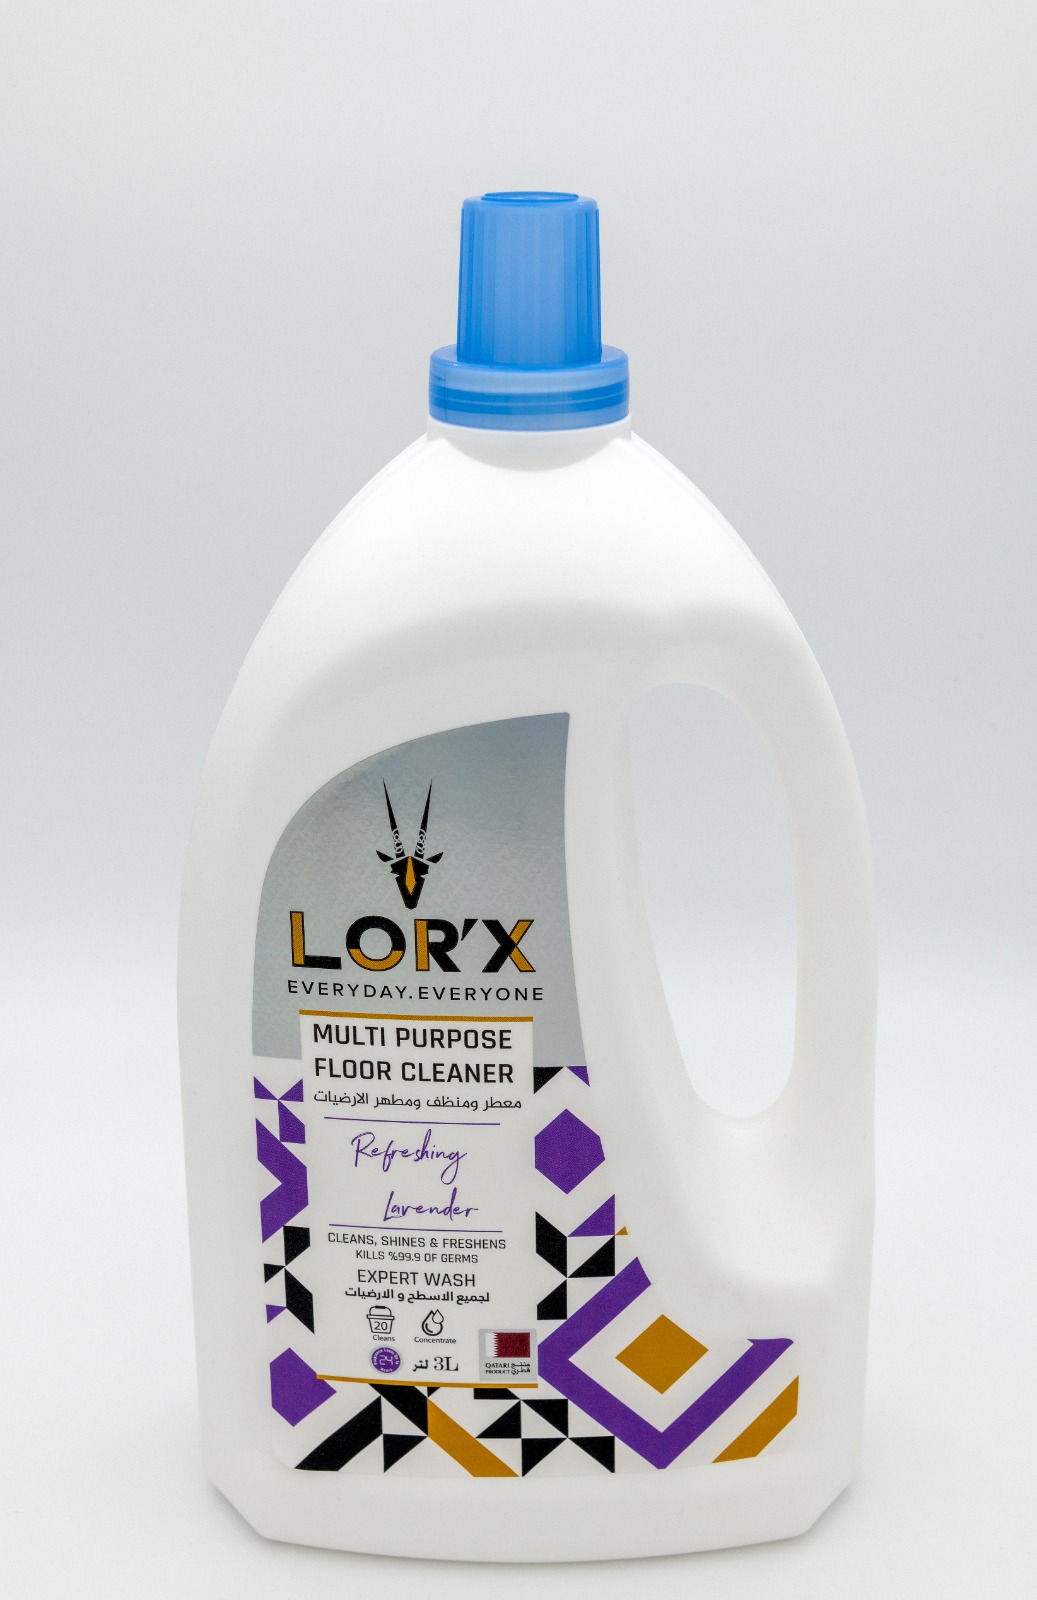 LOR'X
EVERYDAY.EVERYONE
MULTI PURPOSE
FLOOR CLEANER
معطر ومنظف ومطهر الارضيات
Refreshing
Lavender
CLEANS, SHINES & FRESHENS
KILLS %99.9 OF GERMS
EXPERT WASH
لجميع الاسطح و الارضيات
20
Cleans
Concentrate
24
3L لتر
QATARI منتج
PRODUCT قطري